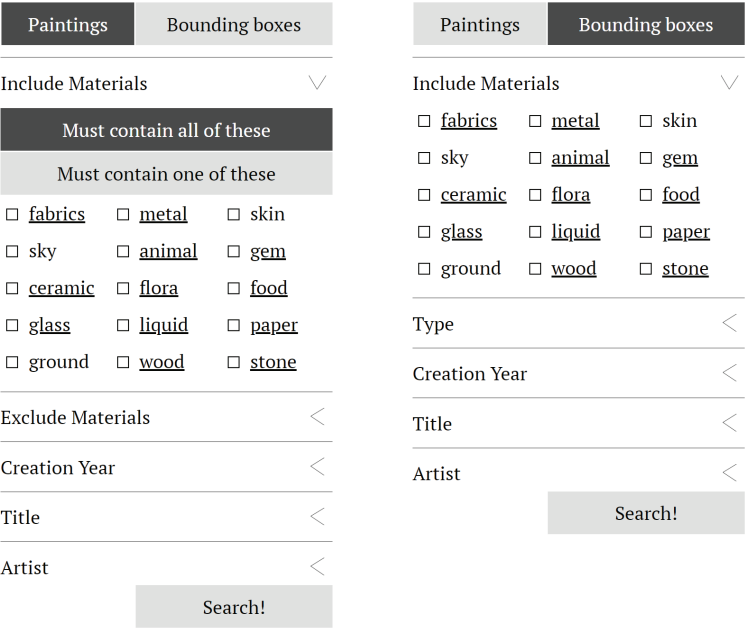 Paintings Bounding boxes
Include Materials
Must contain all of these
Must contain one of these
fabrics metal skin
sky animal gem
ceramic flora food
glass liquid paper
ground wood stone
Exclude Materials
Creation Year
Title
Artist
Search!
Paintings Bounding boxes
Include Materials
fabrics metal skin
sky animal gem
ceramic flora food
glass liquid paper
ground wood stone
Type
Creation Year
Title
Artist
Search!